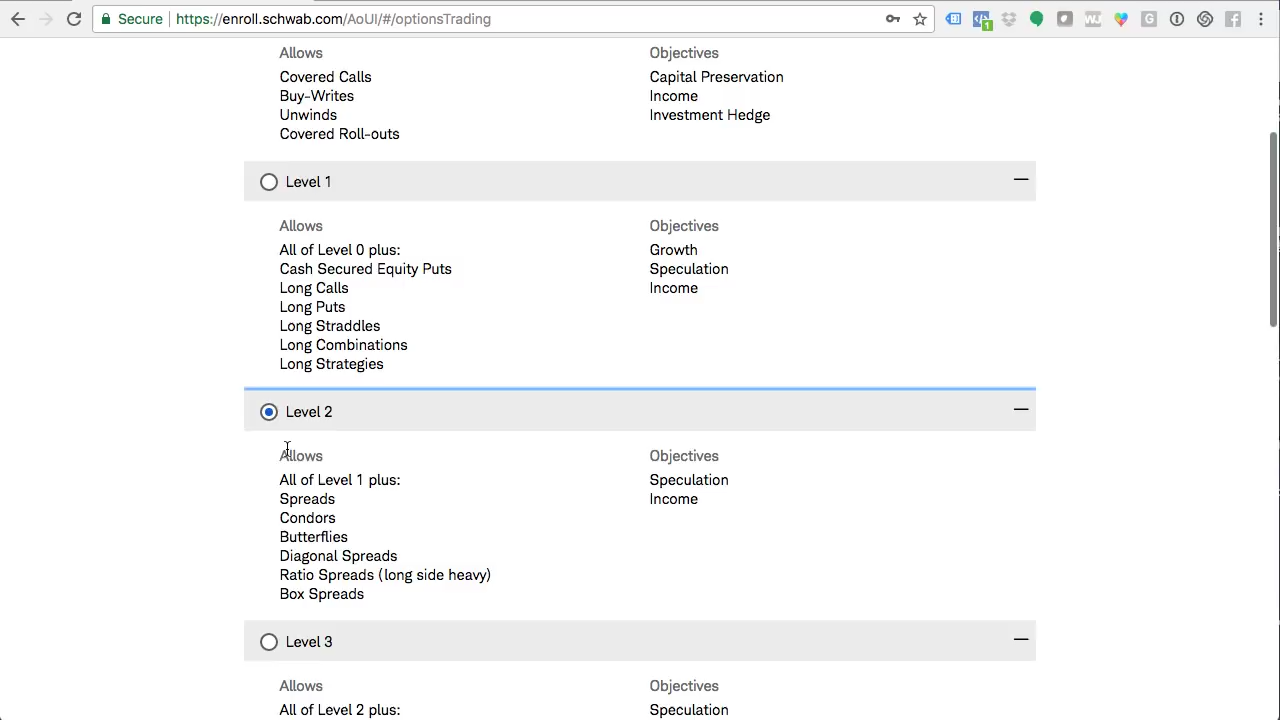 Secure https://enroll.schwab.com/AoUI/#/optionsTrading
1
WJ
G
Allows
Objectives
Covered Calls
Capital Preservation
Buy-Writes
Income
Unwinds
Investment Hedge
Covered Roll-outs
Level 1
Allows
Objectives
All of Level 0 plus:
Growth
Cash Secured Equity Puts
Speculation
Long Calls
Income
Long Puts
Long Straddles
Long Combinations
Long Strategies
Level 2
Allows
Objectives
All of Level 1 plus:
Speculation
Spreads
Income
Condors
Butterflies
Diagonal Spreads
Ratio Spreads (long side heavy)
Box Spreads
Level 3
Allows
Objectives
All of Level 2 plus:
Speculation